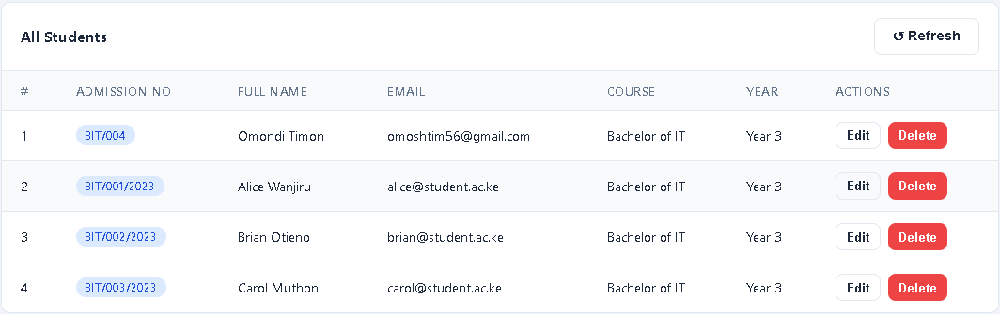 All Students
↺ Refresh
# ADMISSION NO FULL NAME EMAIL COURSE YEAR ACTIONS
1 BIT/004 Omondi Timon omoshtim56@gmail.com Bachelor of IT Year 3 Edit Delete
2 BIT/001/2023 Alice Wanjiru alice@student.ac.ke Bachelor of IT Year 3 Edit Delete
3 BIT/002/2023 Brian Otieno brian@student.ac.ke Bachelor of IT Year 3 Edit Delete
4 BIT/003/2023 Carol Muthoni carol@student.ac.ke Bachelor of IT Year 3 Edit Delete